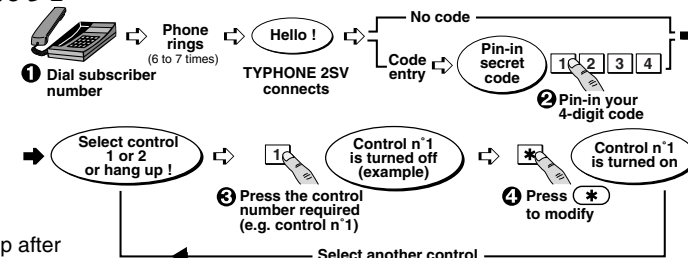 Phone
rings
(6 to 7 times)
Hello !
No code
Code
entry
Pin-in
secret
code
1 2 3 4
1 Dial subscriber
number
TYPHONE 2SV
connects
2 Pin-in your
4-digit code
Select control
1 or 2
or hang up !
1
Control n°1
is turned off
(example)
*
Control n°1
is turned on
3 Press the control
number required
(e.g. control n°1)
4 Press *
to modify
p after
Select another control